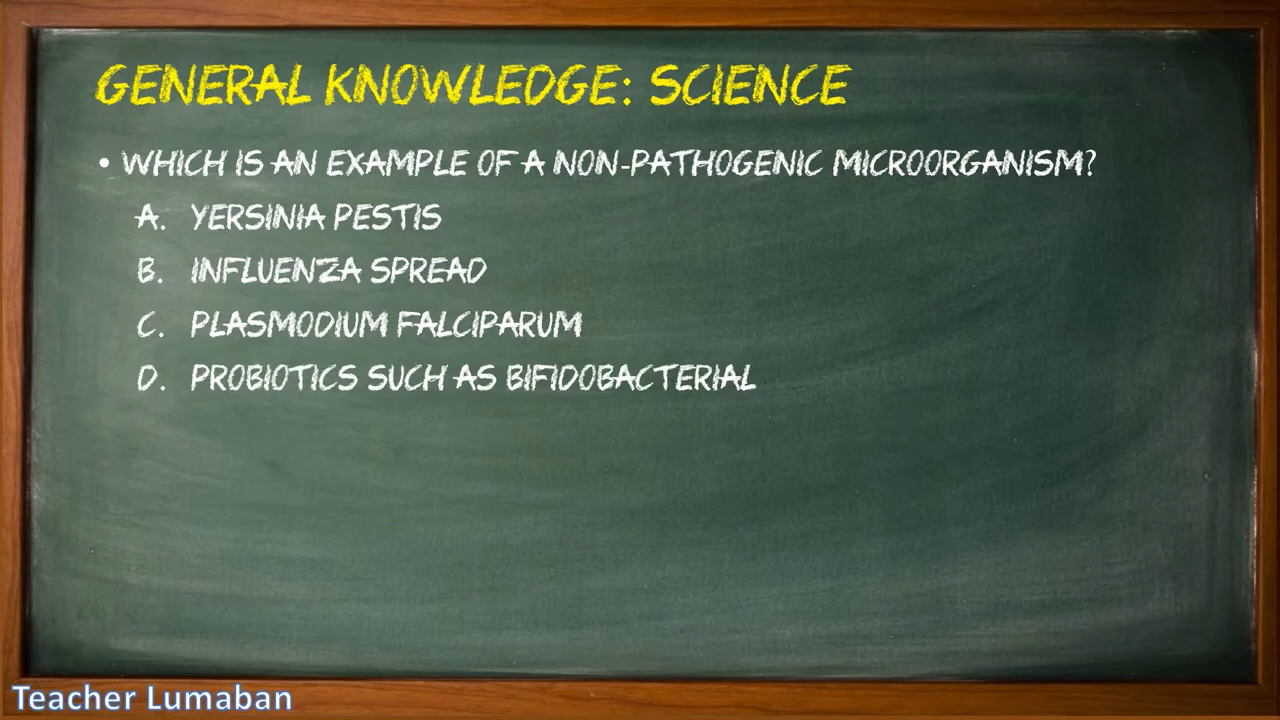 GENERAL KNOWLEDGE: SCIENCE
• WHICH IS AN EXAMPLE OF A NON-PATHOGENIC MICROORGANISM?
A. YERSINIA PESTIS
B. INFLUENZA SPREAD
C. PLASMODIUM FALCIPARUM
D. PROBIOTICS SUCH AS BIFIDOBACTERIAL
Teacher Lumaban